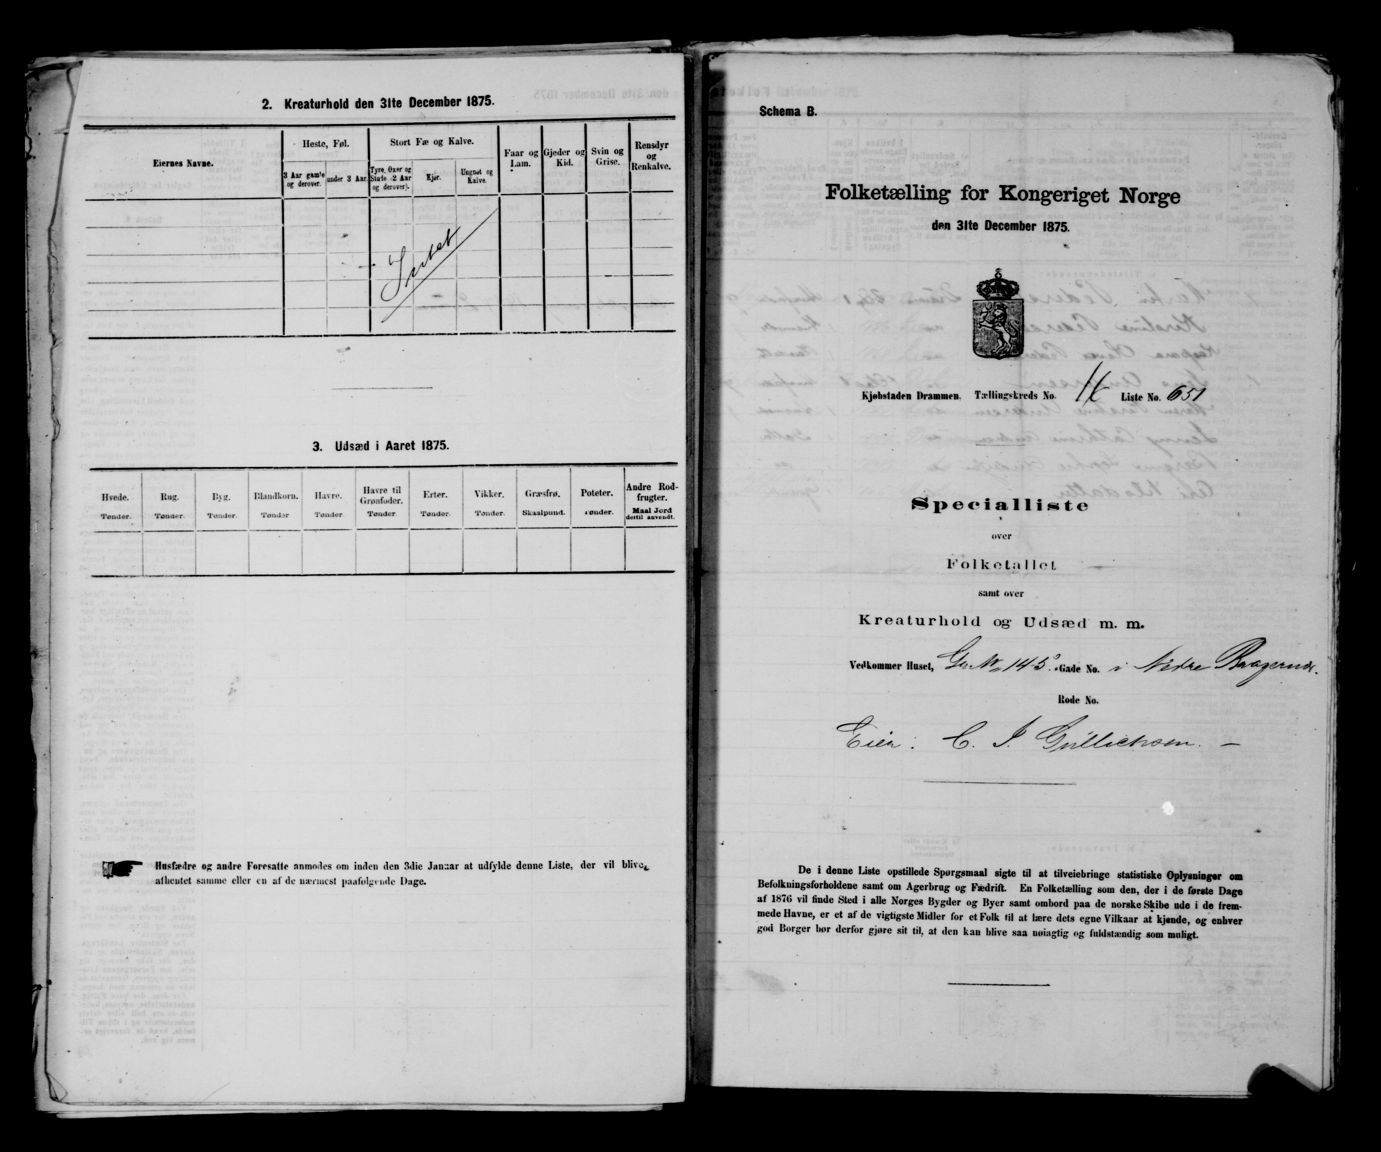 2. Kreaturhold den 31te December 1875.
Eiernes Navne.
Heste, Føl.
Stort Fæ og Kalve.
Faar og Lam.
Gjeder og Kid.
Svin og Grise.
Rensdyr og Renkalve.
3 Aar gamle og derover.
under 3 Aar.
Tyre, Oxer og Stude (2 Aar og derover).
Kjør.
Ungnøt og Kalve.
Intet
3. Udsæd i Aaret 1875.
Hvede. Rug. Byg. Blandkorn. Havre. Havre til Grønfoder. Erter. Vikker. Græsfrø. Poteter. Andre Rodfrugter.
Tønder. Tønder. Tønder. Tønder Tønder Tønder. Tønder. Tønder. Skaalpund. Tønder. Maal Jord dertil anvendt.
Husfædre og andre Foresatte anmodes om inden den 3die Januar at udfylde denne Liste, der vil blive
afhentet samme eller en af de nærmest paafølgende Dage.
Schema B.
Folketælling for Kongeriget Norge
den 31te December 1875.
Kjøbstaden Drammen. Tællingskreds No. Liste No. 651
Specialliste
over
Folketallet
samt over
Kreaturhold og Udsæd m. m.
Vedkommer Huset, Gr. No 145 Gade No. i Nedre Bragernæs.
Rode No.
Eier: C. J. Gullichsen. —
De i denne Liste opstillede Spørgsmaal sigte til at tilveiebringe statistiske Oplysninger om
Befolkningsforholdene samt om Agerbrug og Fædrift. En Folketælling som den, der i de første Dage
af 1876 vil finde Sted i alle Norges Bygder og Byer samt ombord paa de norske Skibe ude i de frem-
mede Havne, er et af de vigtigste Midler for et Folk til at lære dets egne Vilkaar at kjende, og enhver
god Borger bør derfor gjøre sit til, at den kan blive saa nøiagtig og fuldstændig som muligt.